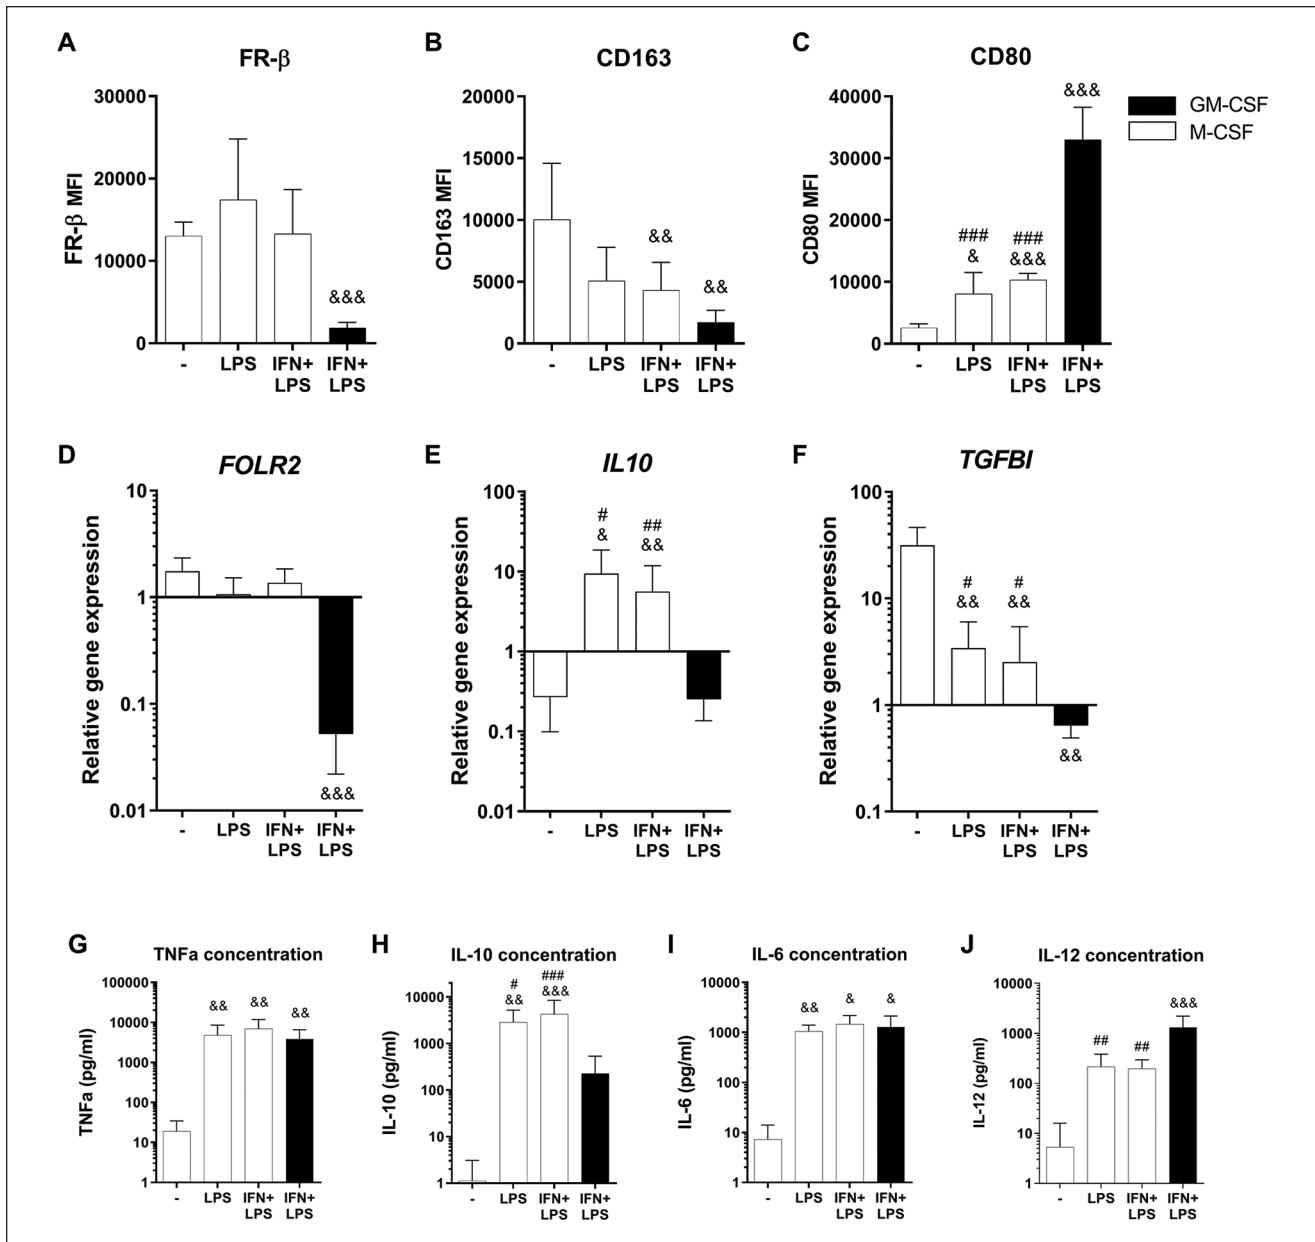 A
FR-β
FR-β MFI
30000
20000
10000
0
&&&
-
LPS
IFN+
LPS
IFN+
LPS
B
CD163
CD163 MFI
20000
15000
10000
5000
0
&&
&&
-
LPS
IFN+
LPS
IFN+
LPS
C
CD80
CD80 MFI
40000
30000
20000
10000
0
###
&
###
&&&
&&&
-
LPS
IFN+
LPS
IFN+
LPS
GM-CSF
M-CSF
D
FOLR2
Relative gene expression
10
1
0.1
0.01
&&&
-
LPS
IFN+
LPS
IFN+
LPS
E
IL10
Relative gene expression
100
10
1
0.1
0.01
#
&
##
&&
-
LPS
IFN+
LPS
IFN+
LPS
F
TGFBI
Relative gene expression
100
10
1
0.1
#
&&
#
&&
&&
-
LPS
IFN+
LPS
IFN+
LPS
G
TNFa concentration
TNFa (pg/ml)
100000
10000
1000
100
10
1
&&
&&
&&
-
LPS
IFN+
LPS
IFN+
LPS
H
IL-10 concentration
IL-10 (pg/ml)
10000
1000
100
10
1
#
&&
###
&&&
-
LPS
IFN+
LPS
IFN+
LPS
I
IL-6 concentration
IL-6 (pg/ml)
10000
1000
100
10
1
&&
&
&
-
LPS
IFN+
LPS
IFN+
LPS
J
IL-12 concentration
IL-12 (pg/ml)
10000
1000
100
10
1
##
##
&&&
-
LPS
IFN+
LPS
IFN+
LPS